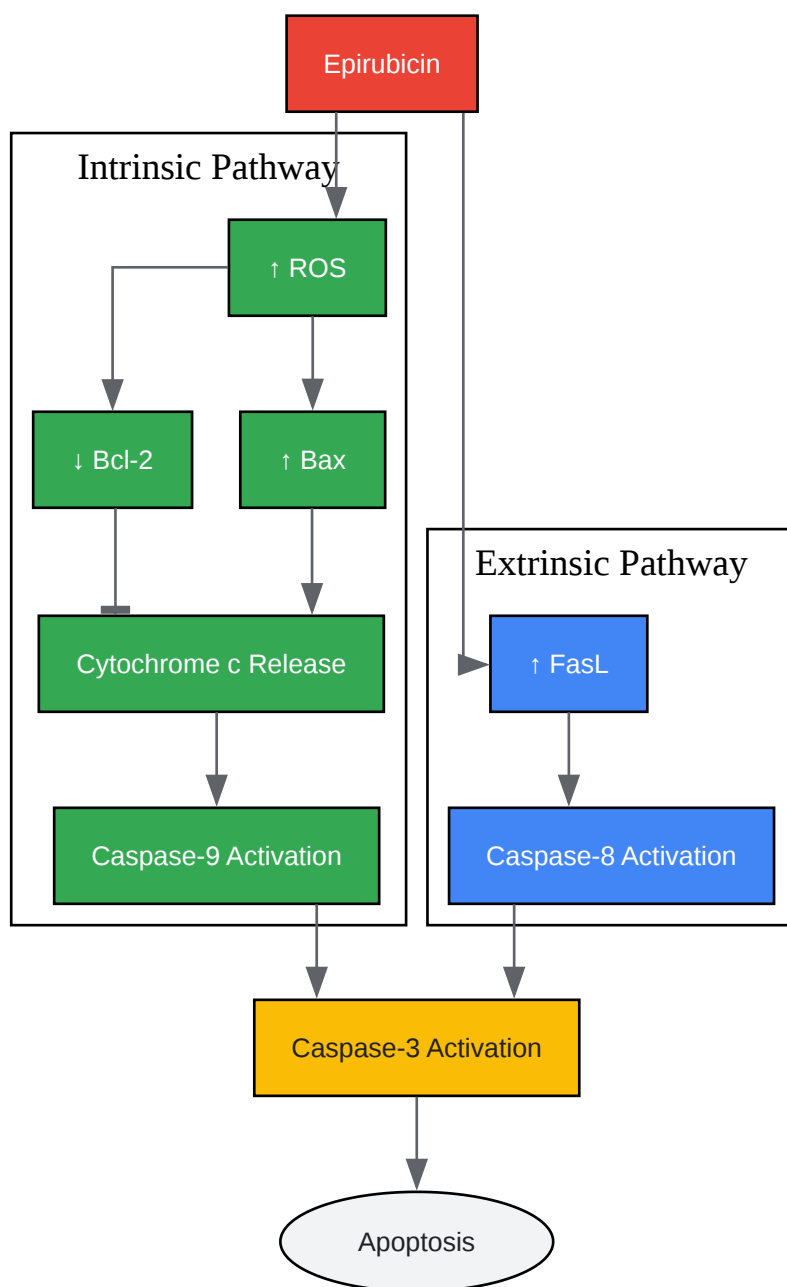 Epirubicin
Intrinsic Pathway
↑ ROS
↓ Bcl-2
↑ Bax
Extrinsic Pathway
Cytochrome c Release
↑ FasL
Caspase-9 Activation
Caspase-8 Activation
Caspase-3 Activation
Apoptosis